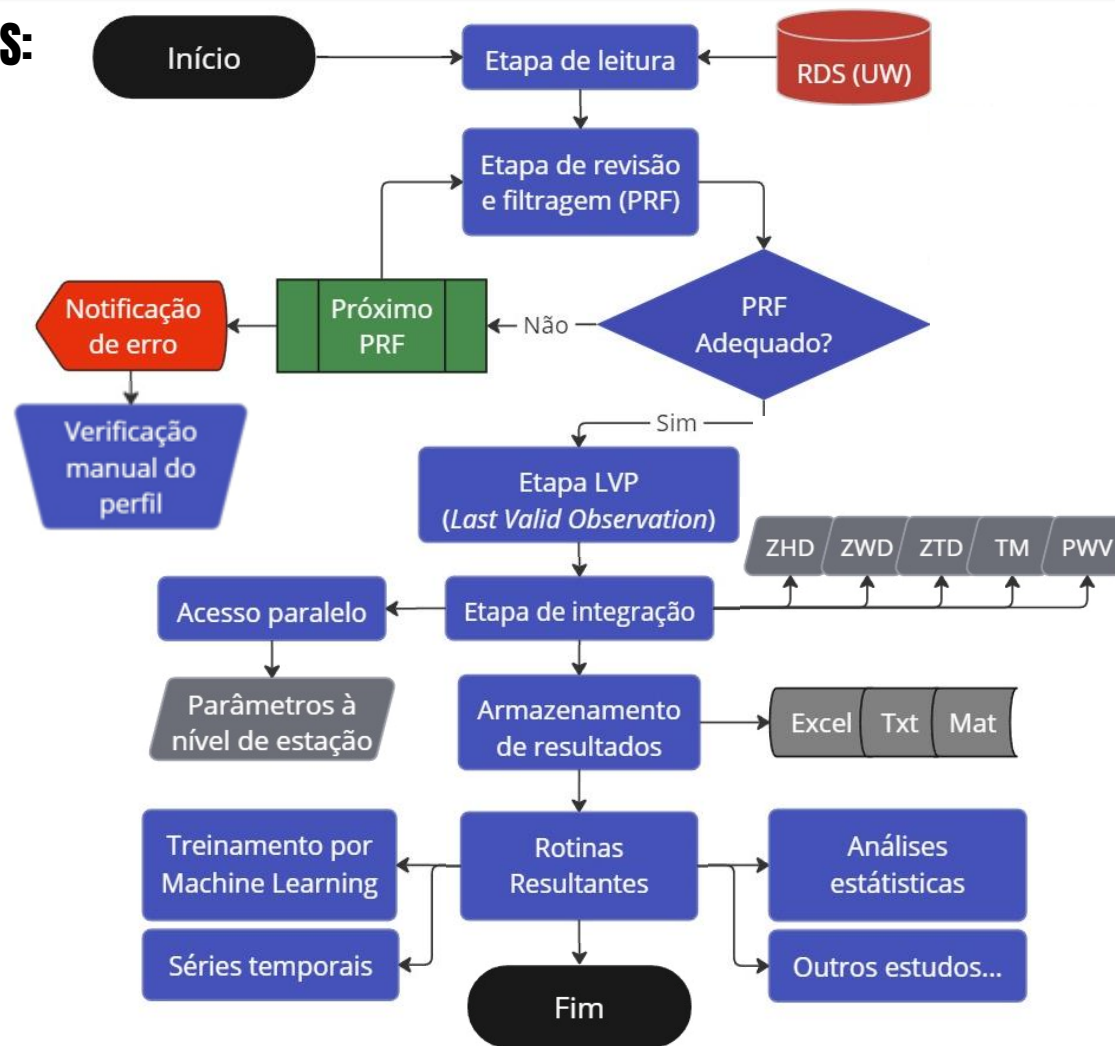 S:
Início
Etapa de leitura
RDS (UW)
Etapa de revisão
e filtragem (PRF)
PRF
Adequado?
Não
Próximo
PRF
Notificação
de erro
Verificação
manual do
perfil
Sim
Etapa LVP
(Last Valid Observation)
ZHD
ZWD
ZTD
TM
PWV
Acesso paralelo
Etapa de integração
Parâmetros à
nível de estação
Armazenamento
de resultados
Excel
Txt
Mat
Treinamento por
Machine Learning
Rotinas
Resultantes
Análises
estátisticas
Séries temporais
Outros estudos...
Fim